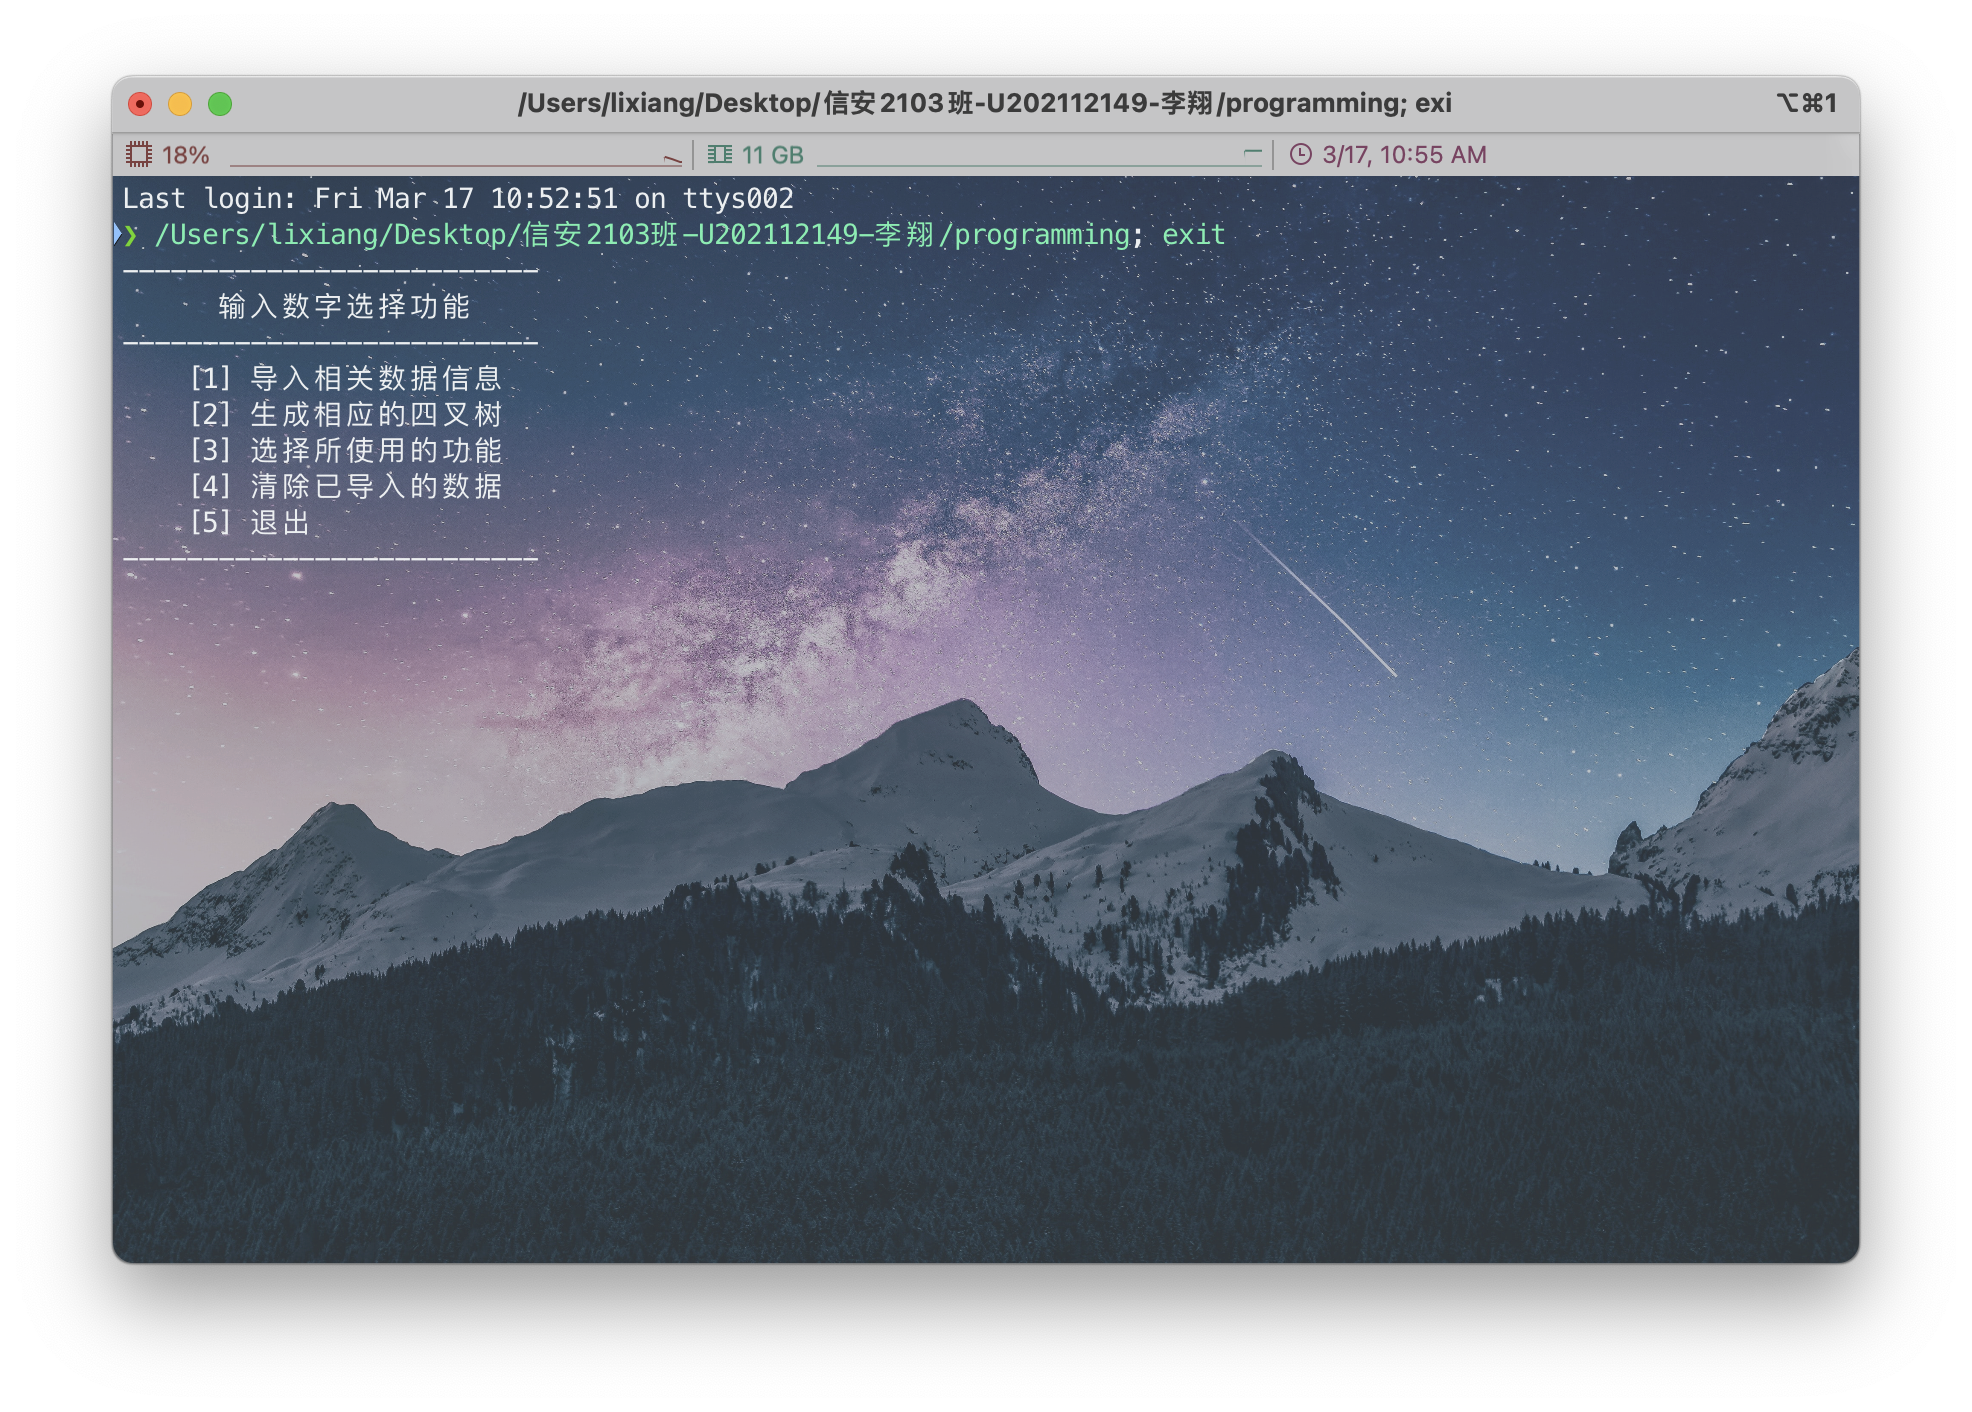 /Users/lixiang/Desktop/信安2103班-U202112149-李翔/programming; exi
⌥⌘1
18%
11 GB
3/17, 10:55 AM
Last login: Fri Mar 17 10:52:51 on ttys002
❯ /Users/lixiang/Desktop/信安2103班-U202112149-李翔/programming; exit
--------------------------
输入数字选择功能
--------------------------
[1] 导入相关数据信息
[2] 生成相应的四叉树
[3] 选择所使用的功能
[4] 清除已导入的数据
[5] 退出
--------------------------